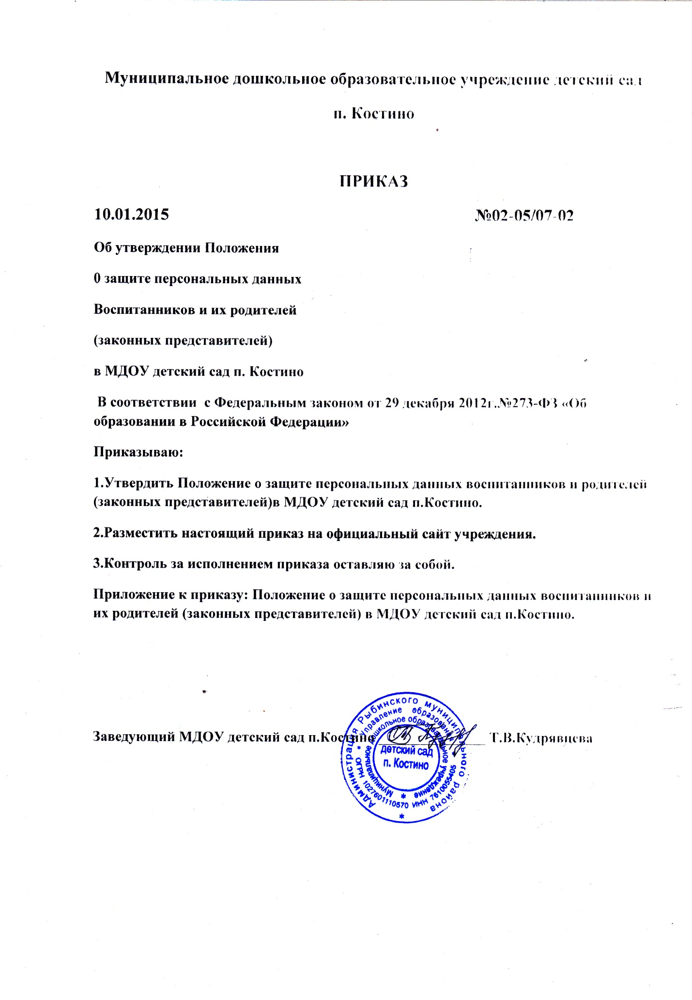 Муниципальное дошкольное образовательное учреждение детский сад
п. Костино
ПРИКАЗ
10.01.2015 №02-05/07-02
Об утверждении Положения
0 защите персональных данных
Воспитанников и их родителей
(законных представителей)
в МДОУ детский сад п. Костино
В соответствии с Федеральным законом от 29 декабря 2012г.№273-ФЗ «Об
образовании в Российской Федерации»
Приказываю:
1.Утвердить Положение о защите персональных данных воспитанников и родителей
(законных представителей)в МДОУ детский сад п.Костино.
2.Разместить настоящий приказ на официальный сайт учреждения.
3.Контроль за исполнением приказа оставляю за собой.
Приложение к приказу: Положение о защите персональных данных воспитанников и
их родителей (законных представителей) в МДОУ детский сад п.Костино.
Заведующий МДОУ детский сад п.Костино Т.В.Кудрявцева
Администрация Рыбинского муниципального района
Управление образования
ОГРН 1027601110570 ИНН 7610055405
Муниципальное дошкольное образовательное учреждение
детский сад
п. Костино